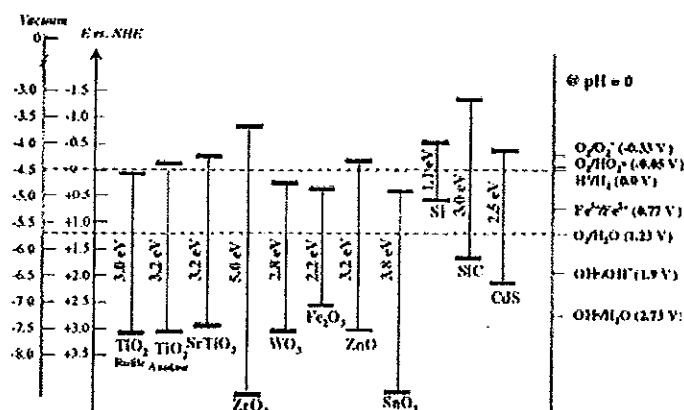 Vacuum
E vs. NHE
0
@ pH = 0
-3.0 -1.5
-3.5 -1.0
-4.0 -0.5
-4.5 +0.0
-5.0 +0.5
-5.5 +1.0
-6.0 +1.5
-6.5 +2.0
-7.0 +2.5
-7.5 +3.0
-8.0 +3.5
3.0 eV
3.2 eV
3.2 eV
5.0 eV
2.8 eV
2.2 eV
3.2 eV
3.8 eV
1.1 eV
3.0 eV
2.5 eV
TiO₂
Rutile
TiO₂
Anatase
SrTiO₃
ZrO₂
WO₃
Fe₂O₃
ZnO
SnO₂
Si
SiC
CdS
O₂/O₂⁻ (-0.33 V)
O₂/HO₂• (-0.05 V)
H⁺/H₂ (0.0 V)
Fe³⁺/Fe²⁺ (0.77 V)
O₂/H₂O (1.23 V)
OH•/OH⁻ (1.9 V)
OH•/H₂O (2.73 V)